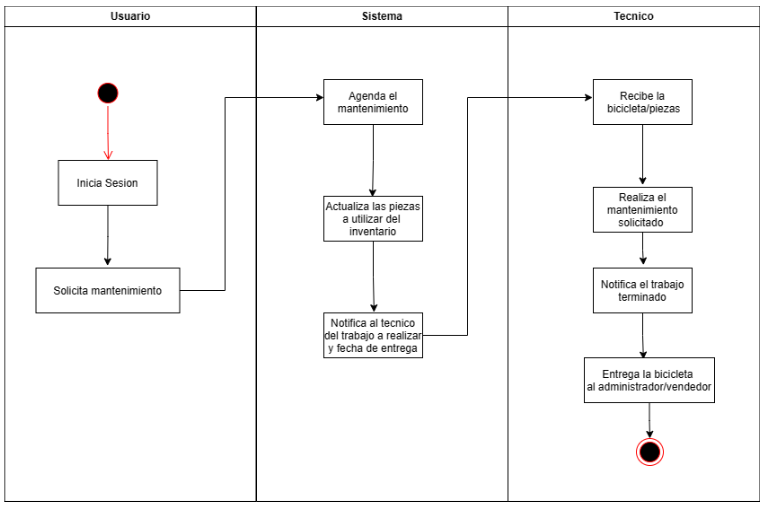 Usuario
Sistema
Tecnico
Inicia Sesion
Solicita mantenimiento
Agenda el
mantenimiento
Actualiza las piezas
a utilizar del
inventario
Notifica al tecnico
del trabajo a realizar
y fecha de entrega
Recibe la
bicicleta/piezas
Realiza el
mantenimiento
solicitado
Notifica el trabajo
terminado
Entrega la bicicleta
al administrador/vendedor